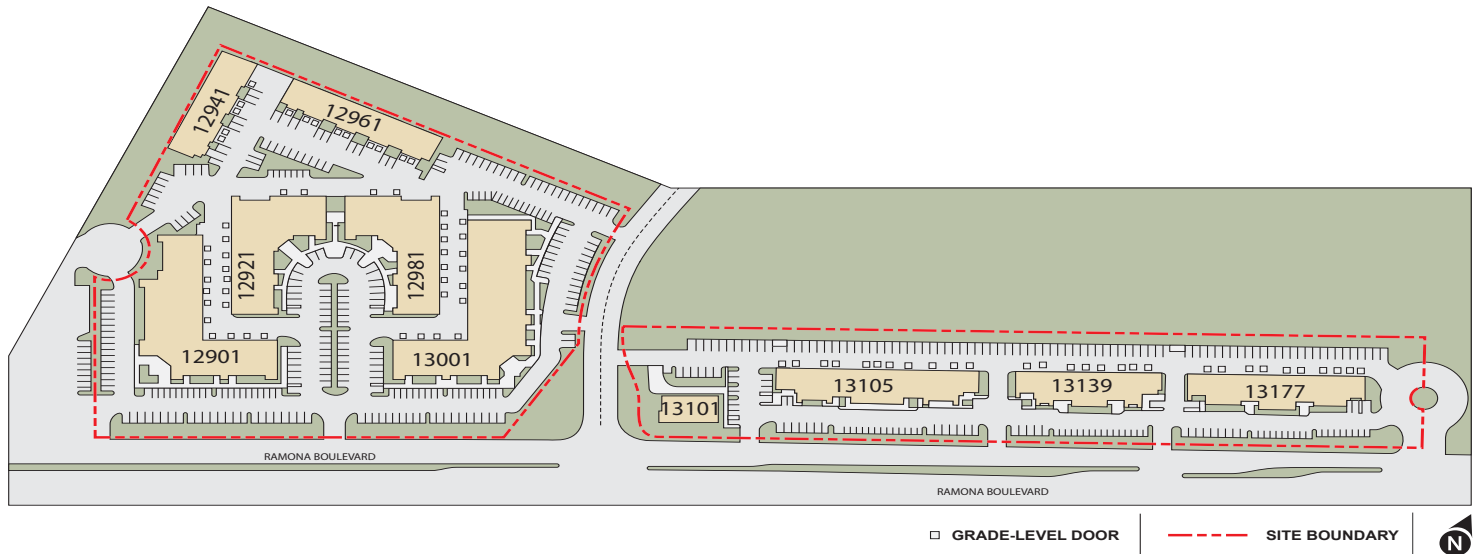 12941
12961
12921
12981
12901
13001
13105
13139
13177
13101
RAMONA BOULEVARD
RAMONA BOULEVARD
GRADE-LEVEL DOOR
SITE BOUNDARY
N